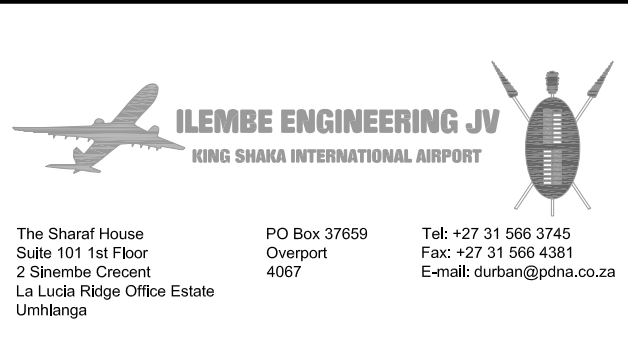 ILEMBE ENGINEERING JV
KING SHAKA INTERNATIONAL AIRPORT
The Sharaf House
Suite 101 1st Floor
2 Sinembe Crecent
La Lucia Ridge Office Estate
Umhlanga
PO Box 37659
Overport
4067
Tel: +27 31 566 3745
Fax: +27 31 566 4381
E-mail: durban@pdna.co.za